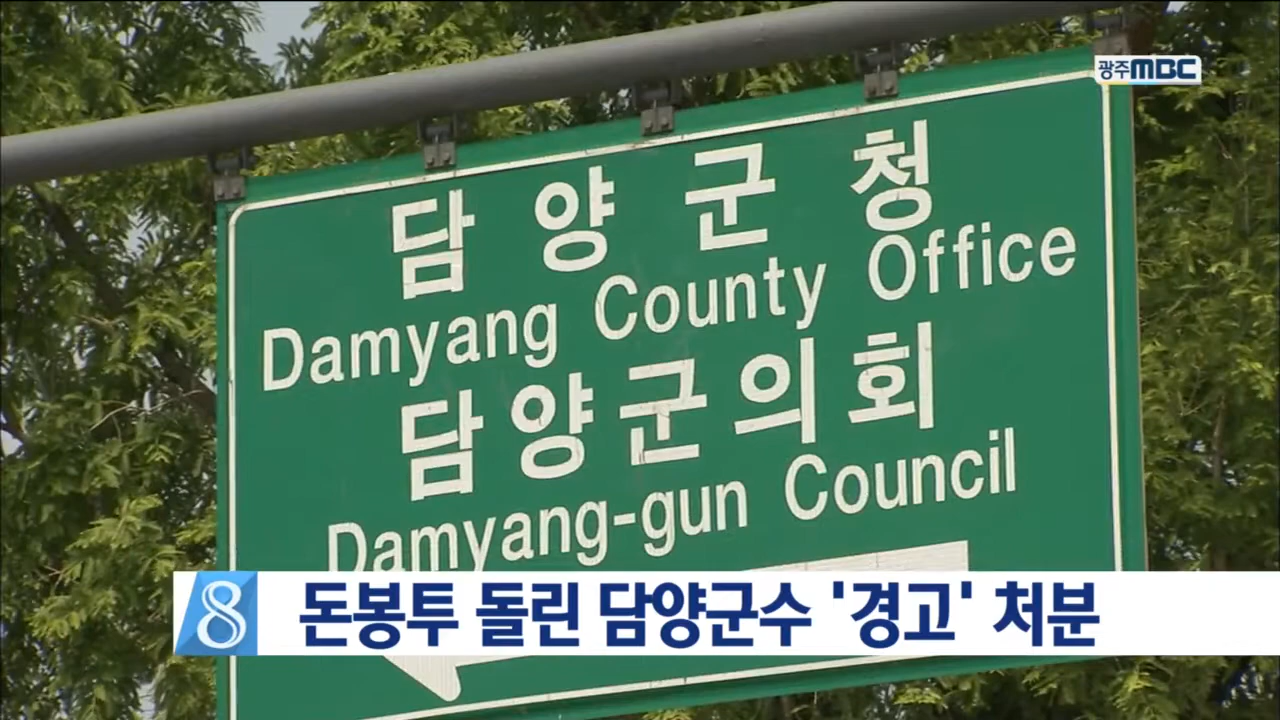 광주MBC
담양군청
Damyang County Office
담양군의회
Damyang-gun Council
8 돈봉투 돌린 담양군수 '경고' 처분